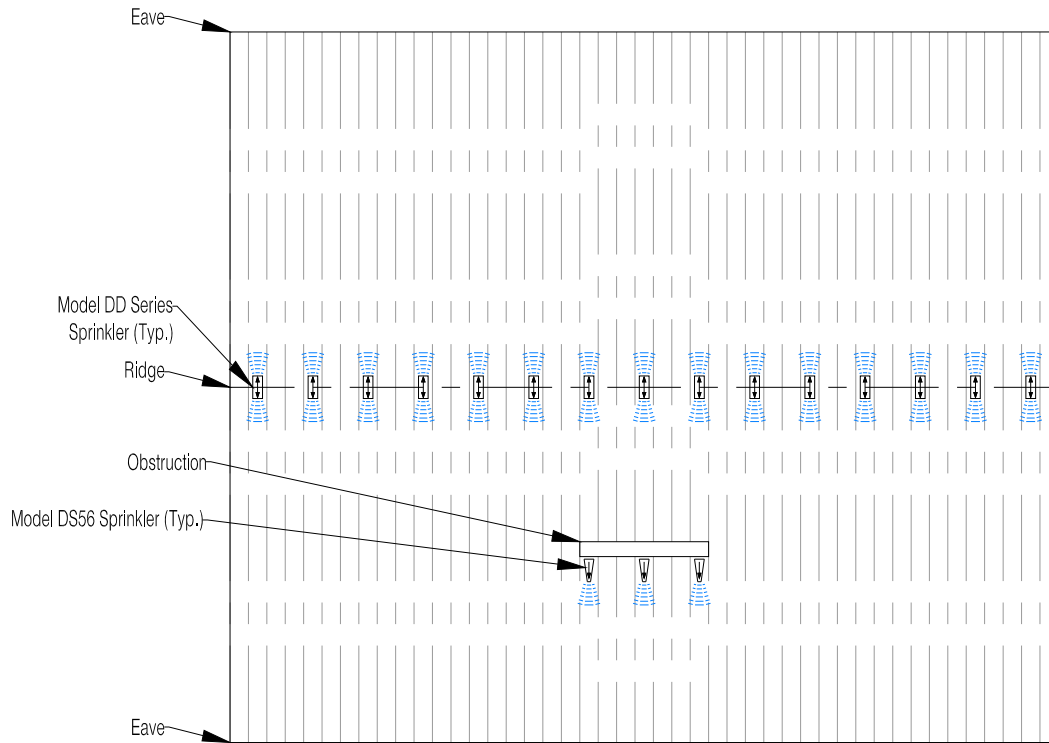 Eave
Model DD Series
Sprinkler (Typ.)
Ridge
Obstruction
Model DS56 Sprinkler (Typ.)
Eave